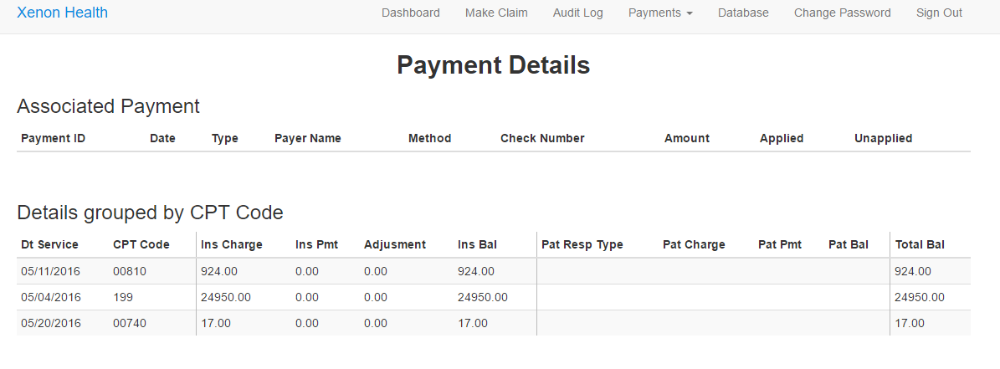 Xenon Health Dashboard Make Claim Audit Log Payments Database Change Password Sign Out
Payment Details
Associated Payment
Payment ID Date Type Payer Name Method Check Number Amount Applied Unapplied
Details grouped by CPT Code
Dt Service CPT Code Ins Charge Ins Pmt Adjusment Ins Bal Pat Resp Type Pat Charge Pat Pmt Pat Bal Total Bal
05/11/2016 00810 924.00 0.00 0.00 924.00 924.00
05/04/2016 199 24950.00 0.00 0.00 24950.00 24950.00
05/20/2016 00740 17.00 0.00 0.00 17.00 17.00